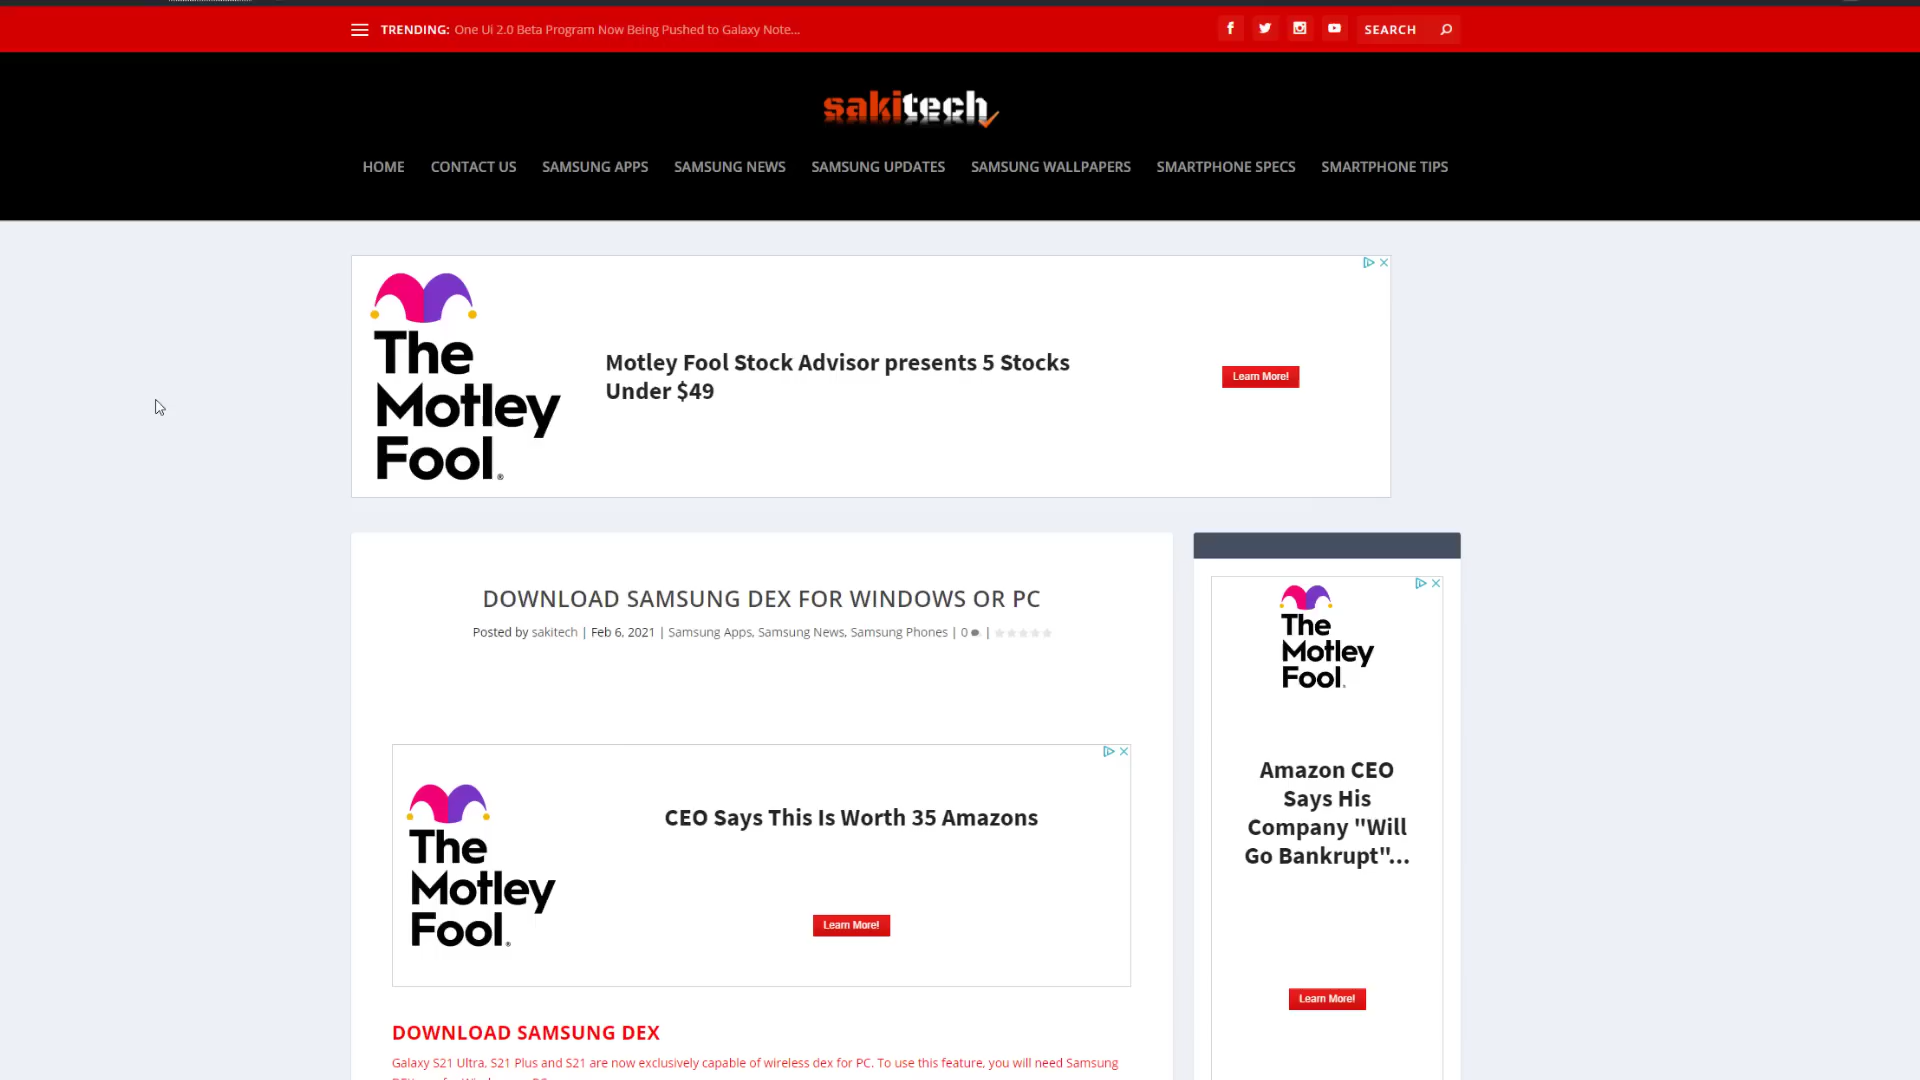 TRENDING: One Ui 2.0 Beta Program Now Being Pushed to Galaxy Note...
SEARCH
sakitech
HOME CONTACT US SAMSUNG APPS SAMSUNG NEWS SAMSUNG UPDATES SAMSUNG WALLPAPERS SMARTPHONE SPECS SMARTPHONE TIPS
The
Motley
Fool.
Motley Fool Stock Advisor presents 5 Stocks
Under $49
Learn More!
DOWNLOAD SAMSUNG DEX FOR WINDOWS OR PC
Posted by sakitech | Feb 6, 2021 | Samsung Apps, Samsung News, Samsung Phones | 0 |
The
Motley
Fool.
CEO Says This Is Worth 35 Amazons
Learn More!
DOWNLOAD SAMSUNG DEX
Galaxy S21 Ultra, S21 Plus and S21 are now exclusively capable of wireless dex for PC. To use this feature, you will need Samsung
The
Motley
Fool.
Amazon CEO
Says His
Company "Will
Go Bankrupt"...
Learn More!